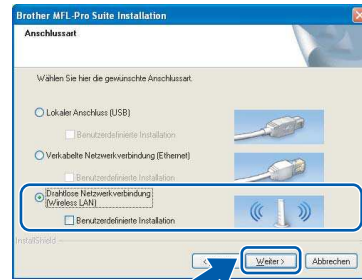 Brother MFL-Pro Suite Installation
Anschlussart
Wählen Sie hier die gewünschte Anschlussart.
Lokaler Anschluss (USB)
Benutzerdefinierte Installation
Verkabelte Netzwerkverbindung (Ethernet)
Benutzerdefinierte Installation
Drahtlose Netzwerkverbindung
(Wireless LAN)
Benutzerdefinierte Installation
InstallShield
< Weiter > Abbrechen